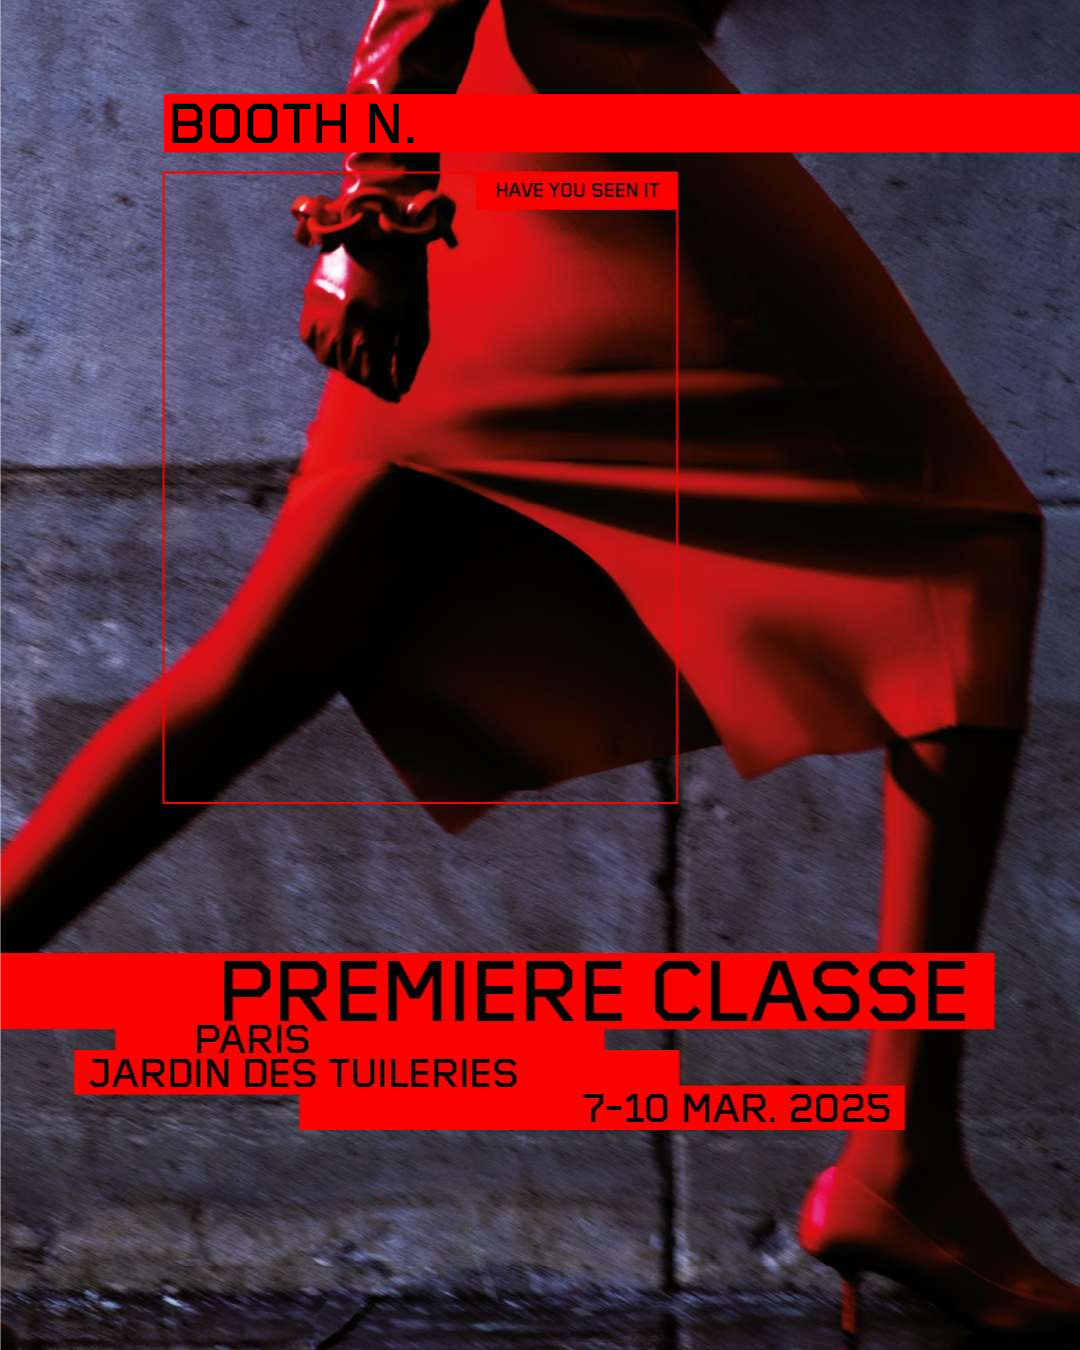 BOOTH N.
HAVE YOU SEEN IT
PREMIERE CLASSE
PARIS
JARDIN DES TUILERIES
7-10 MAR. 2025